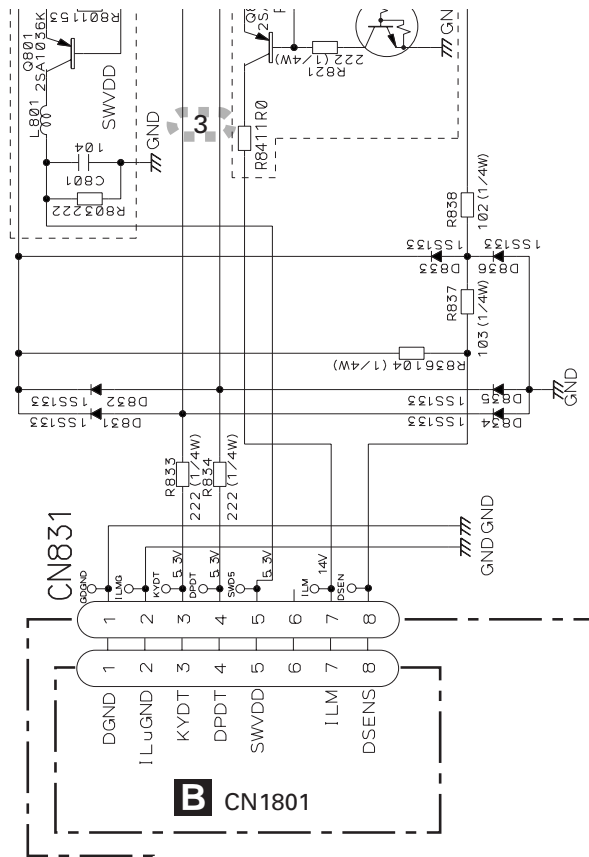 R801153
Q801
2SA1036K
L801
SWVDD
104
C801
R803222
GND
3
Q8
2SA
222(1/4W)
R821
GN
R8411R0
R838
102(1/4W)
1SS133
D833
1SS133
D836
R837
103(1/4W)
R836104(1/4W)
1SS133
D832
1SS133
D835
GND
1SS133
D831
1SS133
D834
R833
222(1/4W)
R834
222(1/4W)
CN831
GND
GND
GDGND
ILMG
KYDT
5.3V
DPDT
5.3V
SWD5
5.3V
ILM
14V
DSEN
1 2 3 4 5 6 7 8
1 2 3 4 5 6 7 8
DGND
ILuGND
KYDT
DPDT
SWVDD
ILM
DSENS
B CN1801